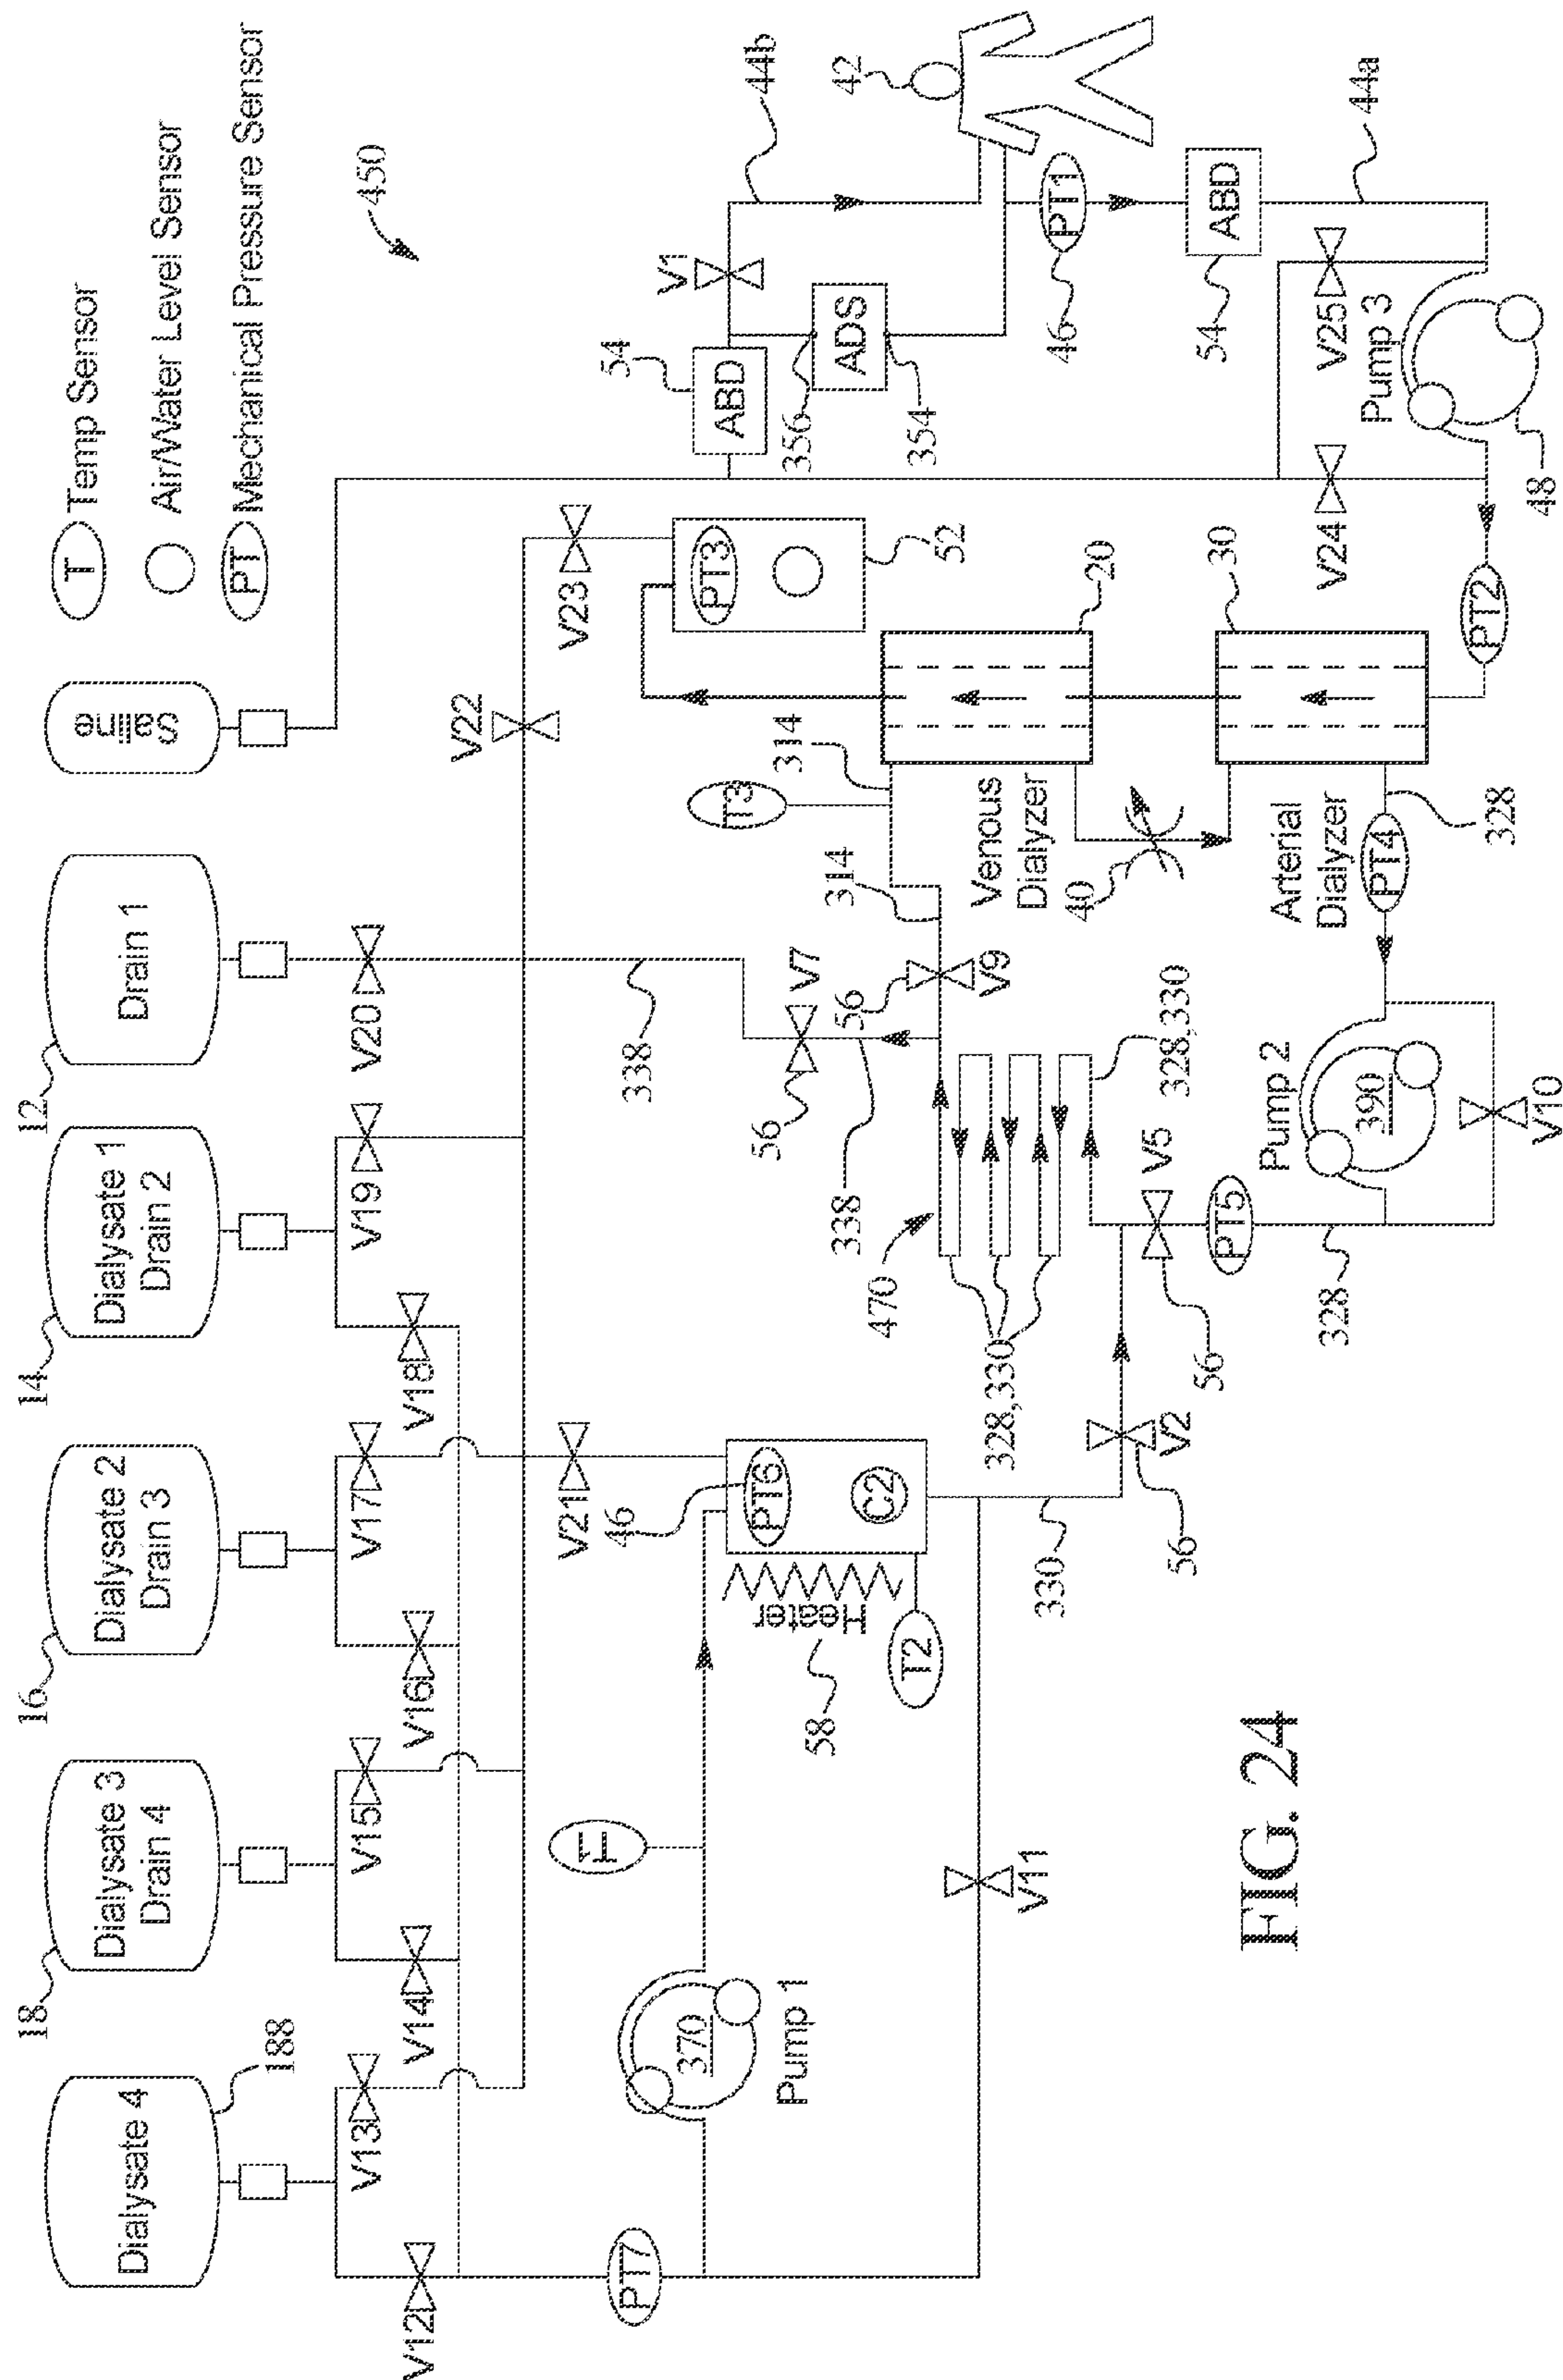 T Temp Sensor
Air/Water Level Sensor
PT Mechanical Pressure Sensor
450
Saline
Drain 1
12
Dialysate 1
Drain 2
14
Dialysate 2
Drain 3
16
Dialysate 3
Drain 4
18
Dialysate 4
188
V12
V13
V14
V15
V16
V17
V18
V19
V20
V21
V22
V23
V1
44b
42
54
ABD
356
ADS
354
PT1
46
ABD
54
44a
V25
Pump 3
48
V24
PT2
PT3
52
20
30
314
T3
314
Venous
Dialyzer
40
Arterial
Dialyzer
PT4
328
338
V7
56
56
V9
338
470
328,330
328,330
Pump 2
390
V10
V5
PT5
56
328
V2
56
330
46
PT6
C2
Heater
58
T2
T1
V11
370
Pump 1
PT7
FIG. 24